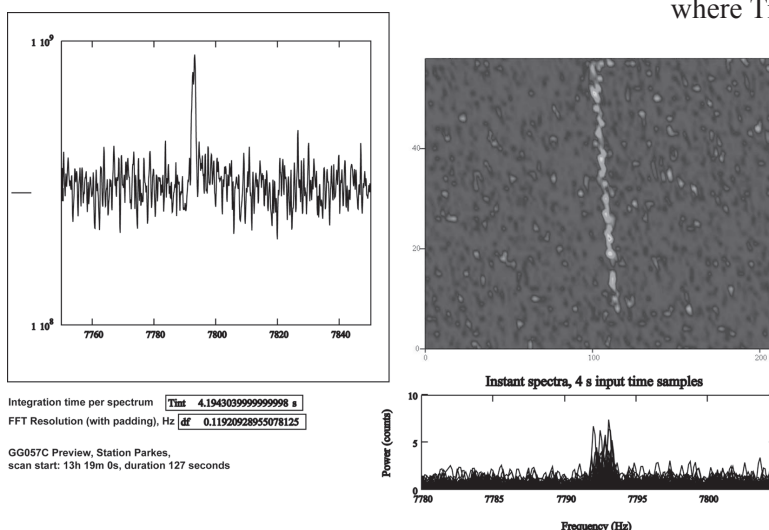 where Ti
1 10⁹
1 10⁸
7760 7780 7800 7820 7840
Integration time per spectrum Tint 4.1943039999999998 s
FFT Resolution (with padding), Hz df 0.11920928955078125
GG057C Preview, Station Parkes,
scan start: 13h 19m 0s, duration 127 seconds
40
20
0
0 100 200
Instant spectra, 4 s input time samples
Power (counts)
10
5
0
7780 7785 7790 7795 7800
Frequency (Hz)